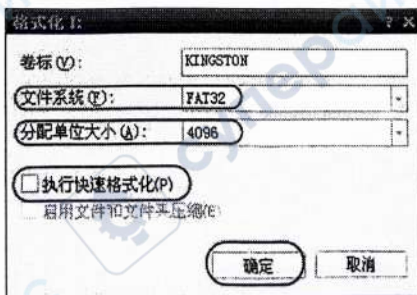 格式化 I:
? X
卷标(V):
KINGSTON
文件系统(F):
FAT32
分配单位大小(A):
4096
执行快速格式化(P)
启用文件和文件夹压缩(E)
确定
取消